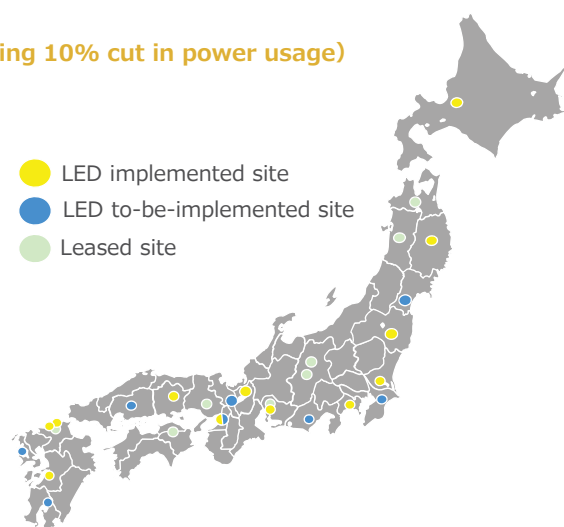 ing 10% cut in power usage）
LED implemented site
LED to-be-implemented site
Leased site